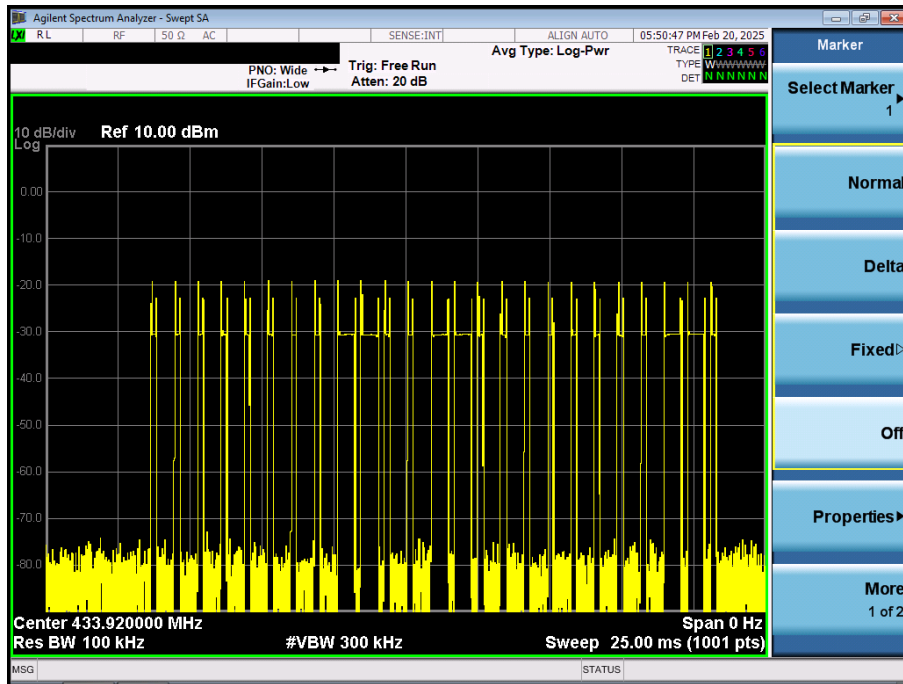 Agilent Spectrum Analyzer - Swept SA
LXI RL RF 50 Ω AC SENSE:INT ALIGN AUTO 05:50:47 PM Feb 20, 2025
Avg Type: Log-Pwr
TRACE 1 2 3 4 5 6
TYPE WWWWWWW
DET N N N N N N
PNO: Wide
IFGain:Low
Trig: Free Run
Atten: 20 dB
10 dB/div
Log
Ref 10.00 dBm
0.00
-10.0
-20.0
-30.0
-40.0
-50.0
-60.0
-70.0
-80.0
Center 433.920000 MHz
Span 0 Hz
Res BW 100 kHz
#VBW 300 kHz
Sweep 25.00 ms (1001 pts)
MSG
STATUS
Marker
Select Marker
1
Normal
Delta
Fixed
Off
Properties
More
1 of 2